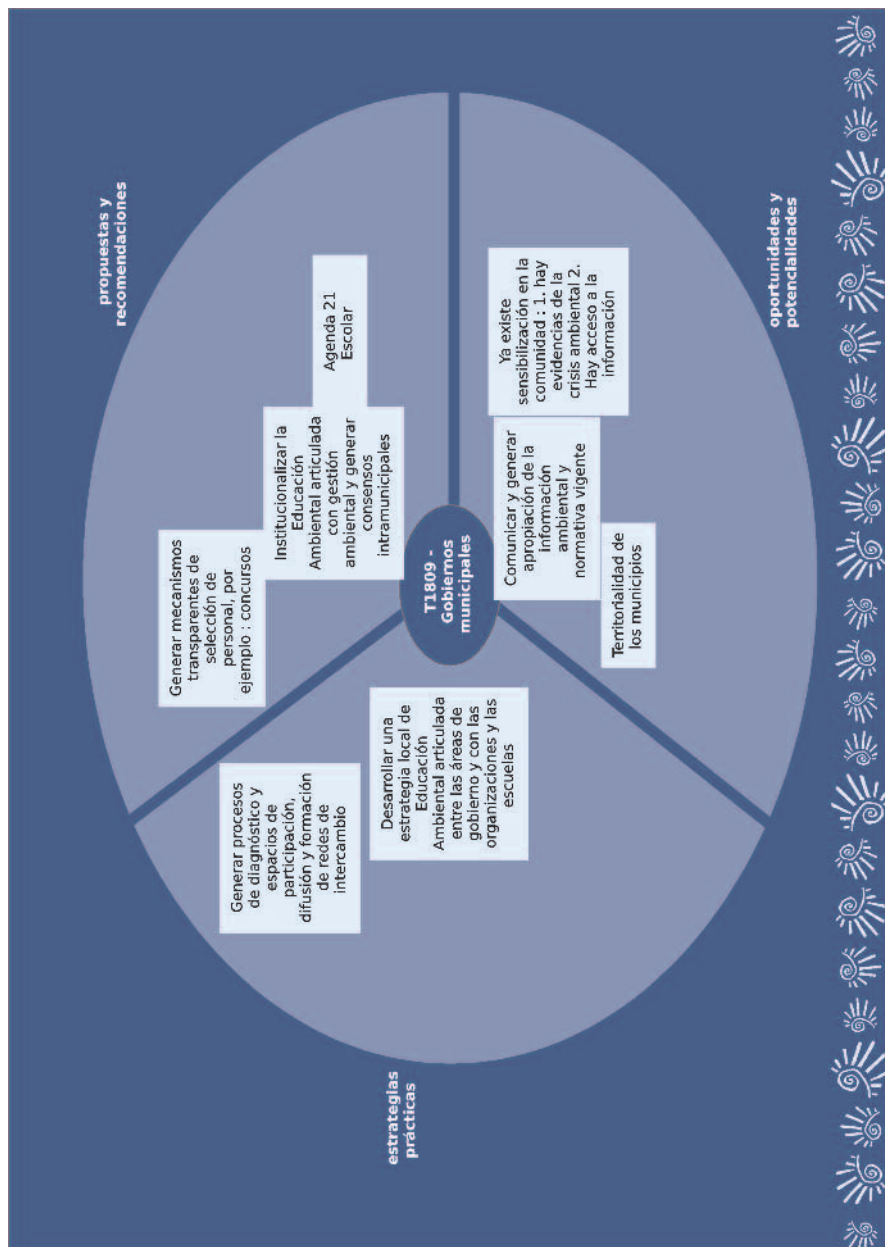 propuestas y
recomendaciones
Generar mecanismos
transparentes de
selección de
personal, por
ejemplo : concursos
Institucionalizar la
Educación
Ambiental articulada
con gestión
ambiental y generar
consensos
intramunicipales
Agenda 21
Escolar
estrategias
prácticas
Generar procesos
de diagnóstico y
espacios de
participación,
difusión y formación
de redes de
intercambio
Desarrollar una
estrategia local de
Educación
Ambiental articulada
entre las áreas de
gobierno y con las
organizaciones y las
escuelas
T1809 -
Gobiernos
municipales
Ya existe
sensibilización en la
comunidad : 1. hay
evidencias de la
crisis ambiental 2.
Hay acceso a la
información
Comunicar y generar
apropiación de la
información
ambiental y
normativa vigente
Territorialidad de
los municipios
oportunidades y
potencialidades